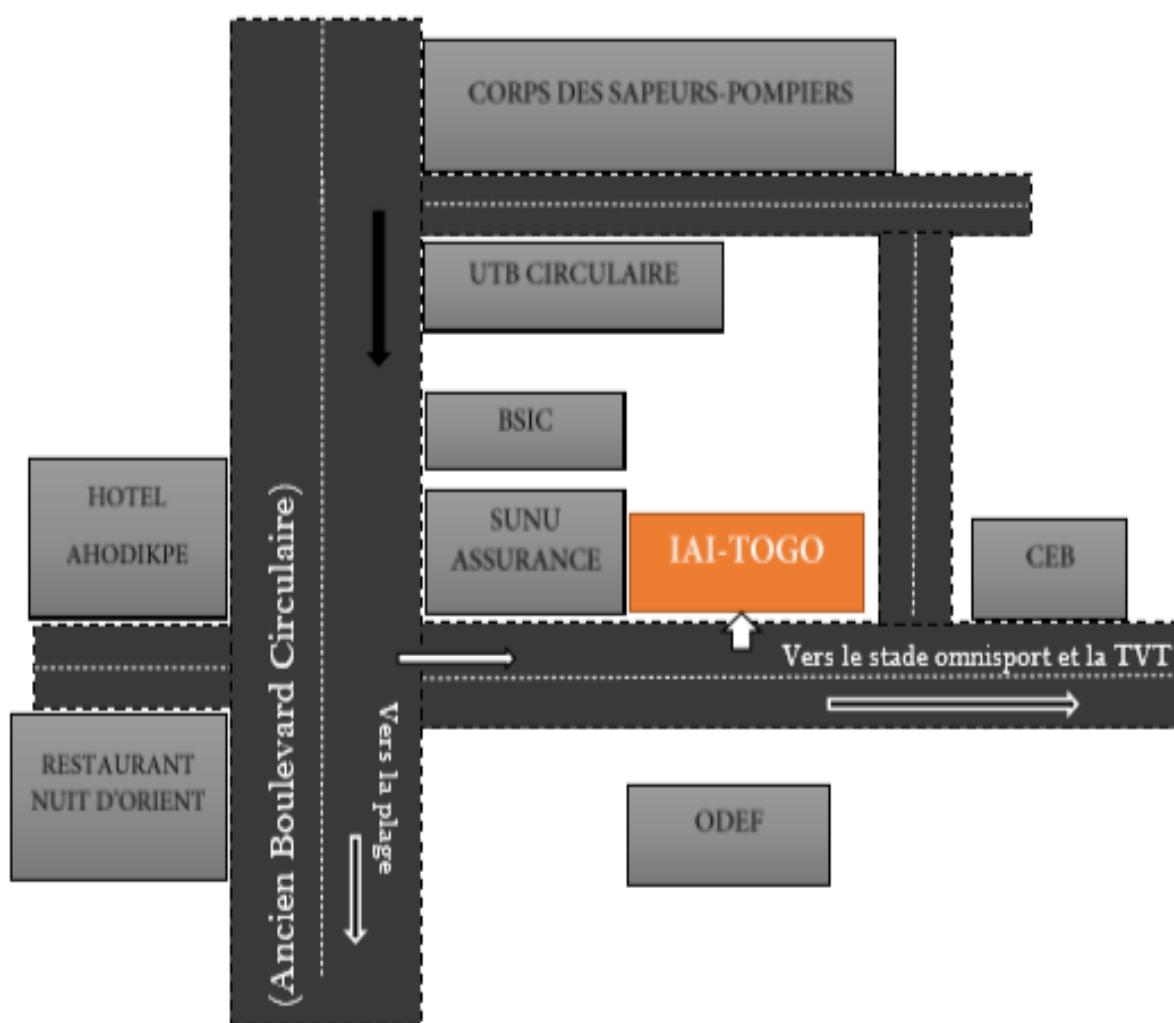 CORPS DES SAPEURS-POMPIERS
UTB CIRCULAIRE
BSIC
HOTEL
AHODIKPE
(Ancien Boulevard Circulaire)
SUNU
ASSURANCE
IAI-TOGO
CEB
Vers le stade omnisport et la TVT
Vers la plage
RESTAURANT
NUIT D'ORIENT
ODEF